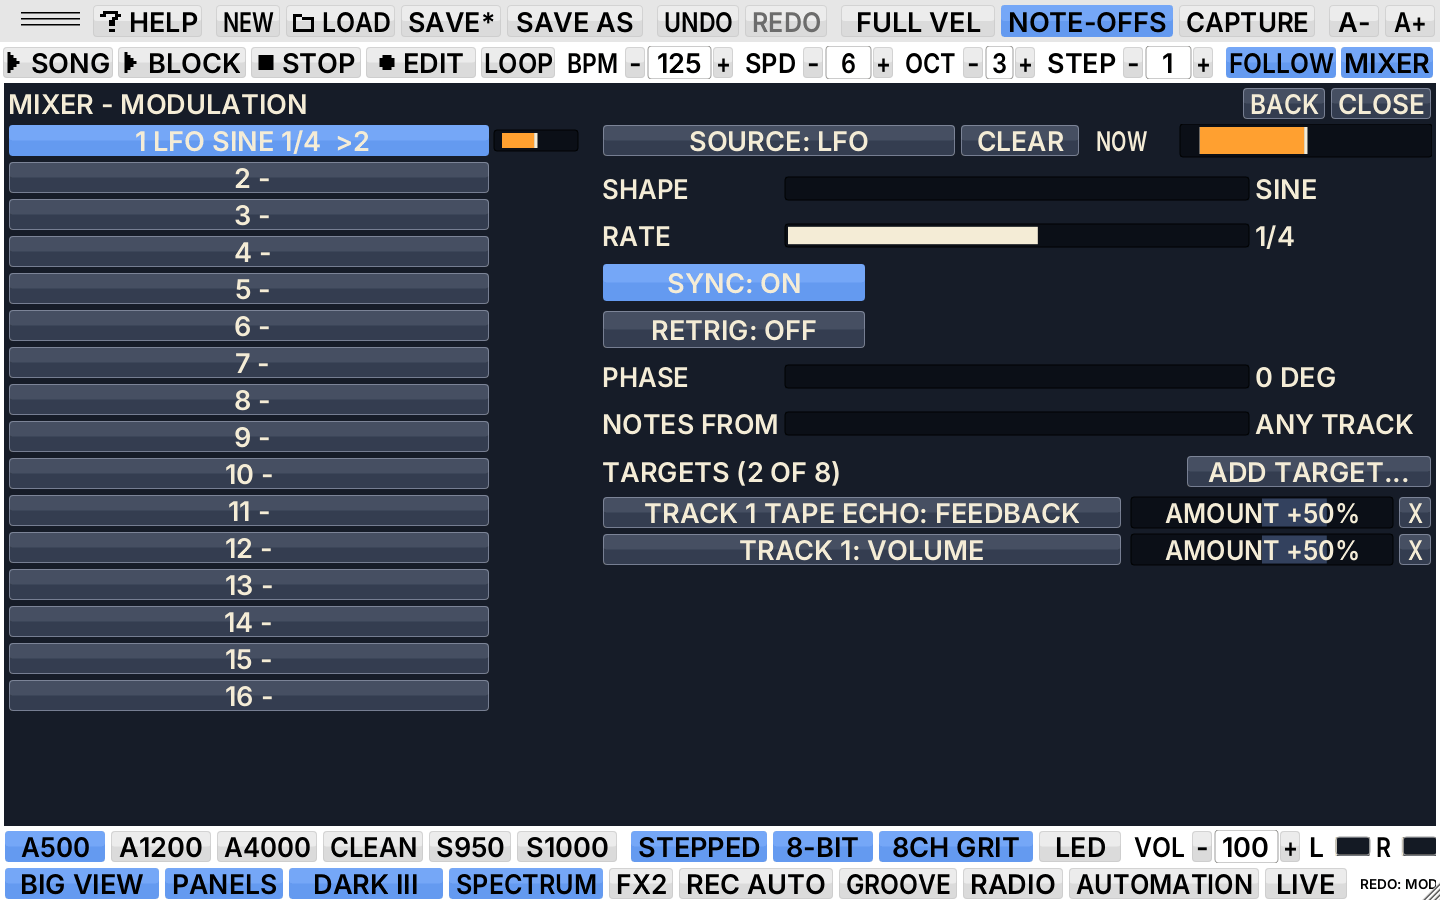 HELP NEW LOAD SAVE* SAVE AS UNDO REDO FULL VEL NOTE-OFFS CAPTURE A- A+
SONG BLOCK STOP EDIT LOOP BPM - 125 + SPD - 6 + OCT - 3 + STEP - 1 + FOLLOW MIXER
MIXER - MODULATION BACK CLOSE
1 LFO SINE 1/4 >2 SOURCE: LFO CLEAR NOW
2 -
SHAPE SINE
3 -
RATE 1/4
4 -
SYNC: ON
5 -
6 -
RETRIG: OFF
7 -
PHASE 0 DEG
8 -
9 -
NOTES FROM ANY TRACK
10 -
TARGETS (2 OF 8) ADD TARGET...
11 -
TRACK 1 TAPE ECHO: FEEDBACK AMOUNT +50% X
12 -
TRACK 1: VOLUME AMOUNT +50% X
13 -
14 -
15 -
16 -
A500 A1200 A4000 CLEAN S950 S1000 STEPPED 8-BIT 8CH GRIT LED VOL - 100 + L R
BIG VIEW PANELS DARK III SPECTRUM FX2 REC AUTO GROOVE RADIO AUTOMATION LIVE REDO: MOD